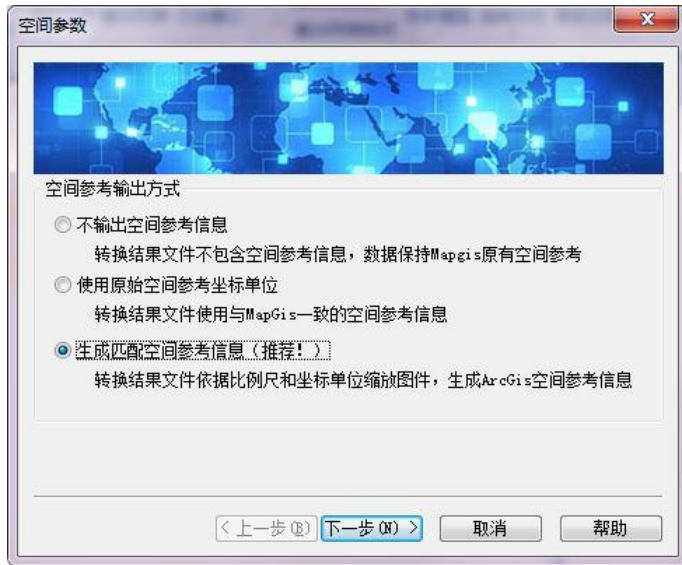 空间参数
空间参考输出方式
不输出空间参考信息
转换结果文件不包含空间参考信息，数据保持Mapgis原有空间参考
使用原始空间参考坐标单位
转换结果文件使用与MapGis一致的空间参考信息
生成匹配空间参考信息（推荐！）
转换结果文件依据比例尺和坐标单位缩放图件，生成ArcGis空间参考信息
< 上一步(B) 下一步(N) > 取消 帮助